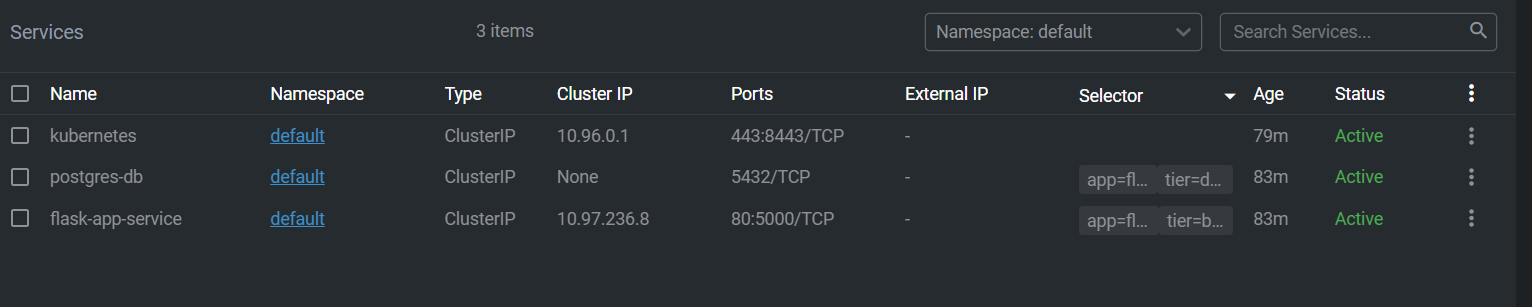 Services 3 items Namespace: default Search Services...
Name Namespace Type Cluster IP Ports External IP Selector Age Status
kubernetes default ClusterIP 10.96.0.1 443:8443/TCP - 79m Active
postgres-db default ClusterIP None 5432/TCP - app=fl... tier=d... 83m Active
flask-app-service default ClusterIP 10.97.236.8 80:5000/TCP - app=fl... tier=b... 83m Active